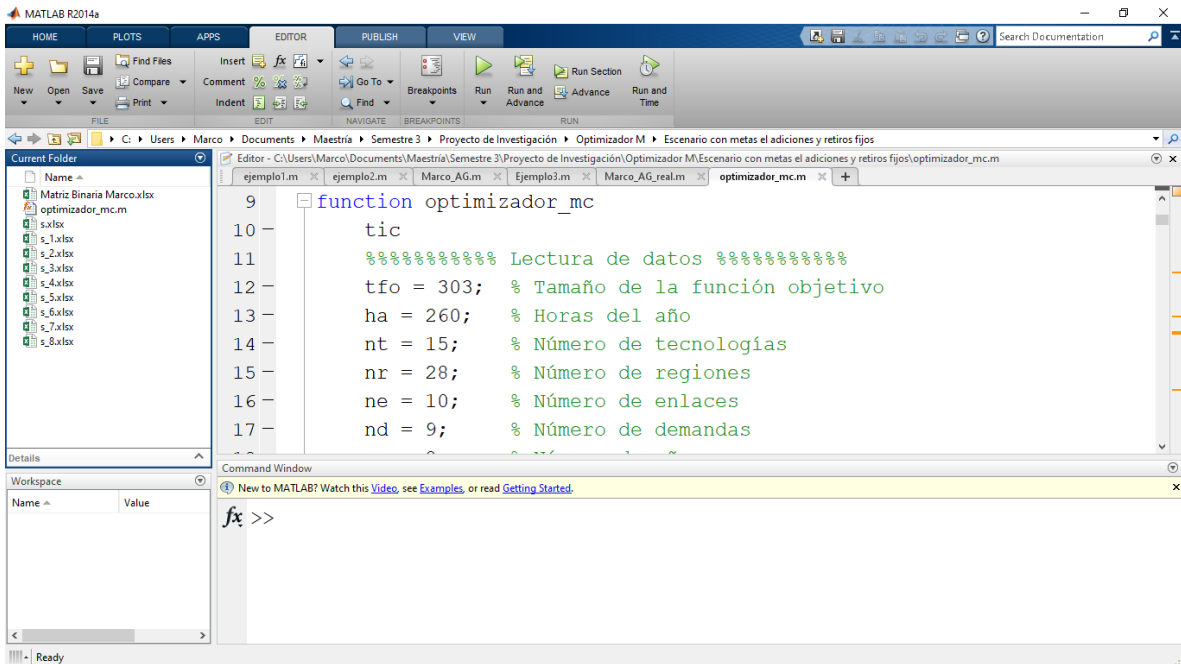 MATLAB R2014a
HOME PLOTS APPS EDITOR PUBLISH VIEW Search Documentation
New Open Save Find Files Compare Print
Insert fx Comment % Indent
Go To Find
Breakpoints Run Run and Advance Run Section Advance Run and Time
FILE EDIT NAVIGATE BREAKPOINTS RUN
C: Users Marco Documents Maestría Semestre 3 Proyecto de Investigación Optimizador M Escenario con metas el adiciones y retiros fijos
Current Folder
Name
Matriz Binaria Marco.xlsx
optimizador_mc.m
s.xlsx
s_1.xlsx
s_2.xlsx
s_3.xlsx
s_4.xlsx
s_5.xlsx
s_6.xlsx
s_7.xlsx
s_8.xlsx
Details
Workspace
Name Value
Editor - C:\Users\Marco\Documents\Maestría\Semestre 3\Proyecto de Investigación\Optimizador M\Escenario con metas el adiciones y retiros fijos\optimizador_mc.m
ejemplo1.m ejemplo2.m Marco_AG.m Ejemplo3.m Marco_AG_real.m optimizador_mc.m +
9 function optimizador_mc
10 tic
11 %%%%%%%%%%% Lectura de datos %%%%%%%%%%%
12 tfo = 303; % Tamaño de la función objetivo
13 ha = 260; % Horas del año
14 nt = 15; % Número de tecnologías
15 nr = 28; % Número de regiones
16 ne = 10; % Número de enlaces
17 nd = 9; % Número de demandas
Command Window
New to MATLAB? Watch this Video, see Examples, or read Getting Started.
fx >>
Ready